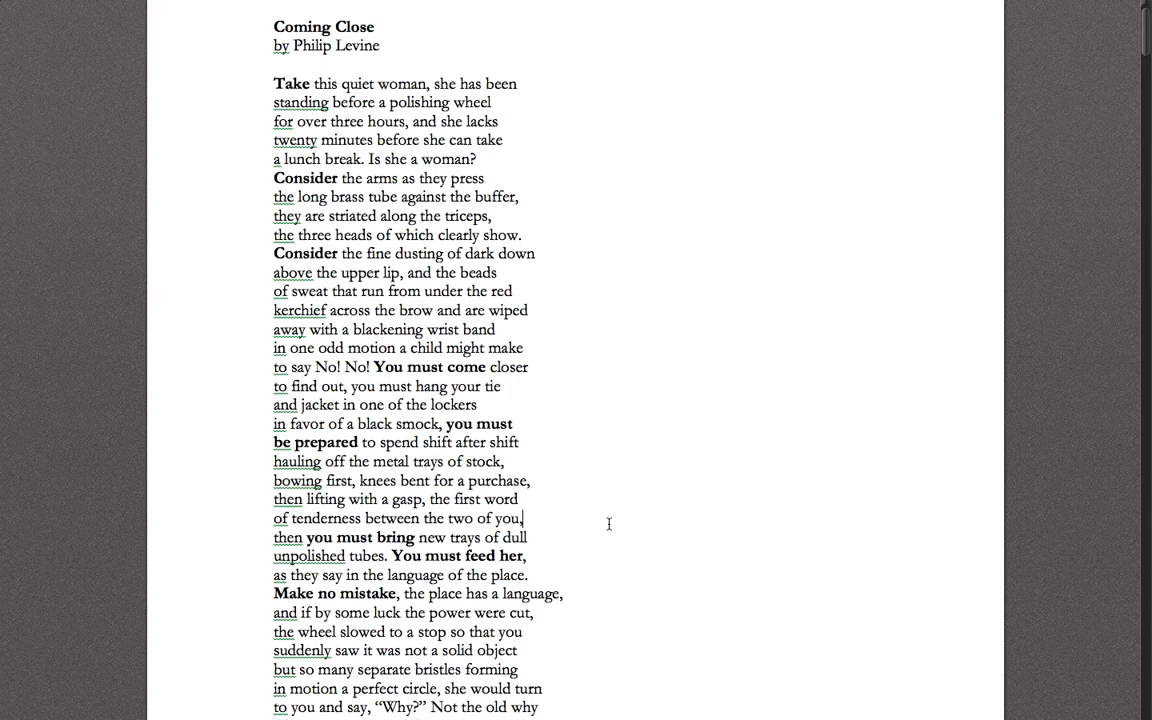 Coming Close
by Philip Levine
Take this quiet woman, she has been
standing before a polishing wheel
for over three hours, and she lacks
twenty minutes before she can take
a lunch break. Is she a woman?
Consider the arms as they press
the long brass tube against the buffer,
they are striated along the triceps,
the three heads of which clearly show.
Consider the fine dusting of dark down
above the upper lip, and the beads
of sweat that run from under the red
kerchief across the brow and are wiped
away with a blackening wrist band
in one odd motion a child might make
to say No! No! You must come closer
to find out, you must hang your tie
and jacket in one of the lockers
in favor of a black smock, you must
be prepared to spend shift after shift
hauling off the metal trays of stock,
bowing first, knees bent for a purchase,
then lifting with a gasp, the first word
of tenderness between the two of you,
then you must bring new trays of dull
unpolished tubes. You must feed her,
as they say in the language of the place.
Make no mistake, the place has a language,
and if by some luck the power were cut,
the wheel slowed to a stop so that you
suddenly saw it was not a solid object
but so many separate bristles forming
in motion a perfect circle, she would turn
to you and say, “Why?” Not the old why